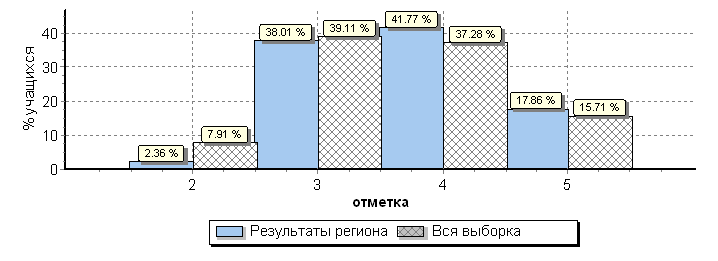 41.77 %
38.01 % 39.11 % 37.28 %
17.86 % 15.71 %
2.36 % 7.91 %
% учащихся
40
30
20
10
0
2 3 4 5
отметка
Результаты региона Вся выборка